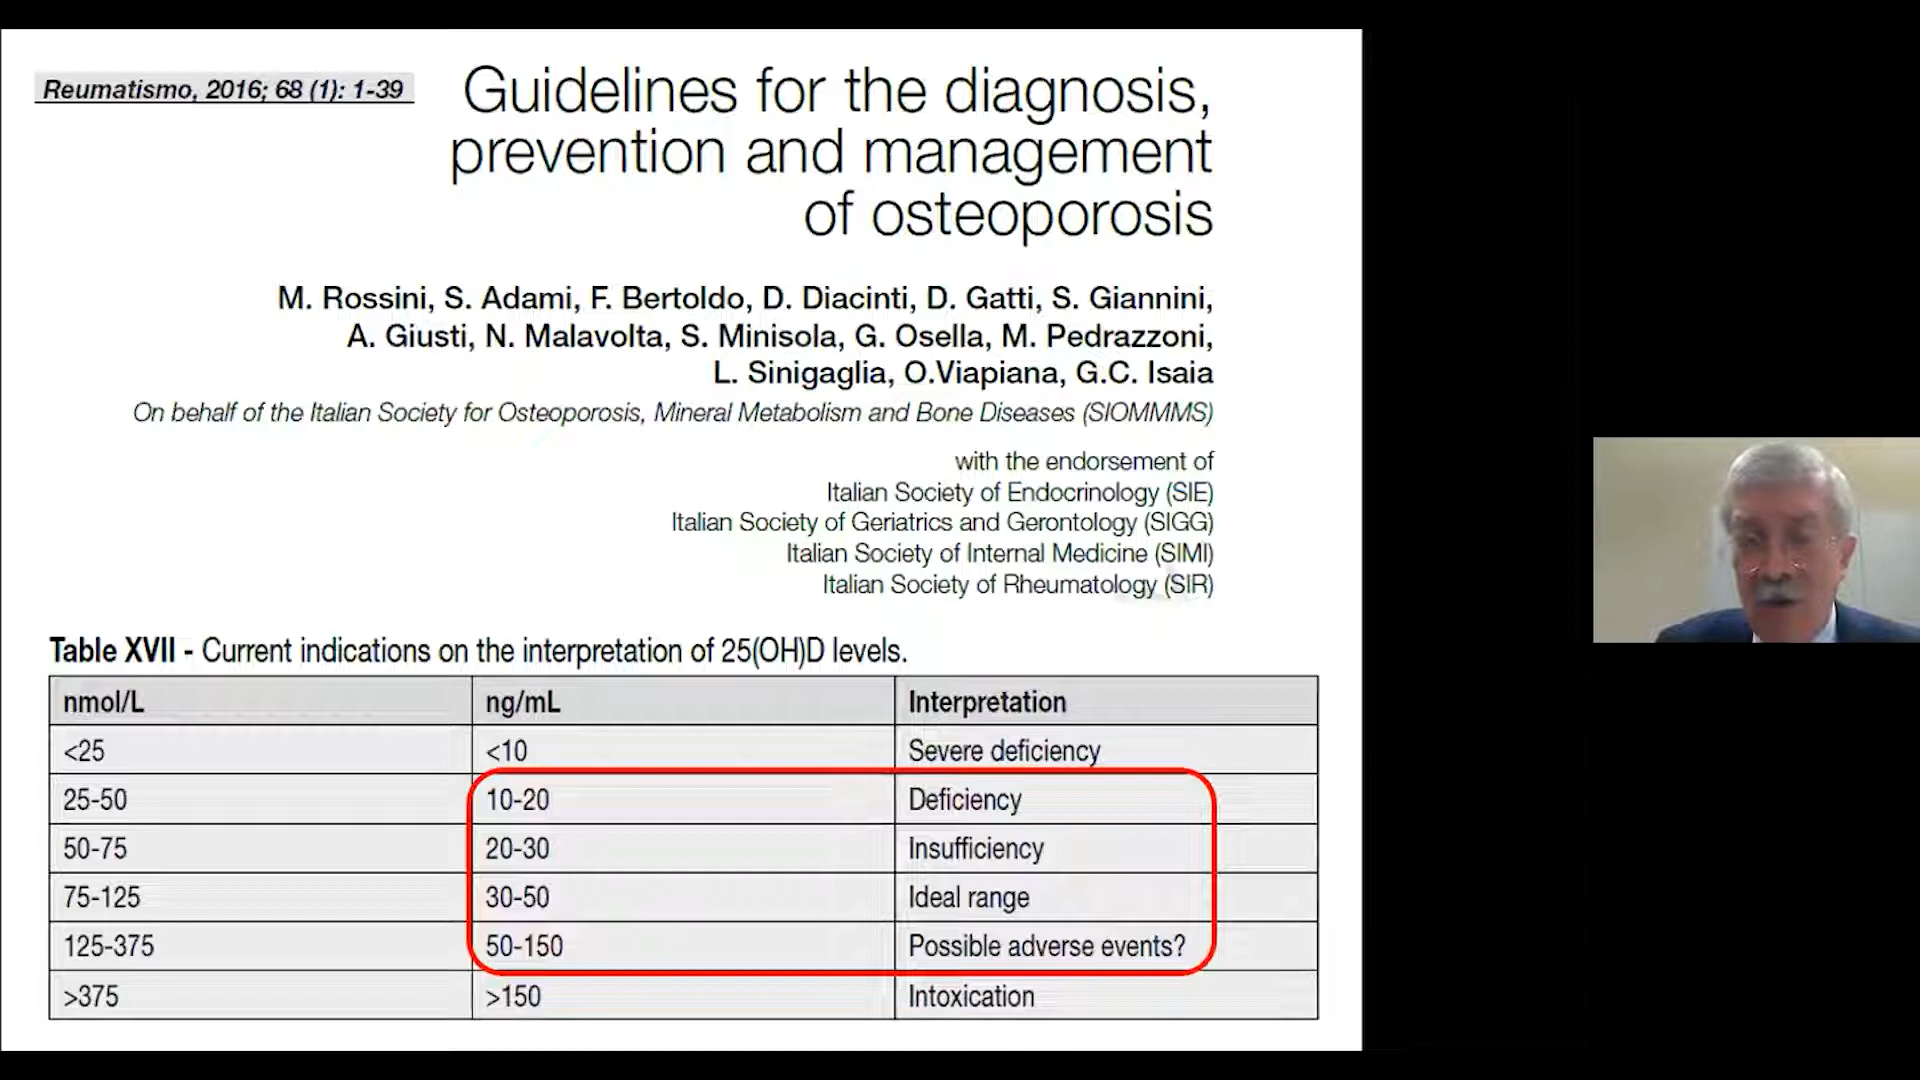 Reumatismo, 2016; 68 (1): 1-39
Guidelines for the diagnosis,
prevention and management
of osteoporosis
M. Rossini, S. Adami, F. Bertoldo, D. Diacinti, D. Gatti, S. Giannini,
A. Giusti, N. Malavolta, S. Minisola, G. Osella, M. Pedrazzoni,
L. Sinigaglia, O.Viapiana, G.C. Isaia
On behalf of the Italian Society for Osteoporosis, Mineral Metabolism and Bone Diseases (SIOMMMS)
with the endorsement of
Italian Society of Endocrinology (SIE)
Italian Society of Geriatrics and Gerontology (SIGG)
Italian Society of Internal Medicine (SIMI)
Italian Society of Rheumatology (SIR)
Table XVII - Current indications on the interpretation of 25(OH)D levels.
nmol/L ng/mL Interpretation
<25 <10 Severe deficiency
25-50 10-20 Deficiency
50-75 20-30 Insufficiency
75-125 30-50 Ideal range
125-375 50-150 Possible adverse events?
>375 >150 Intoxication